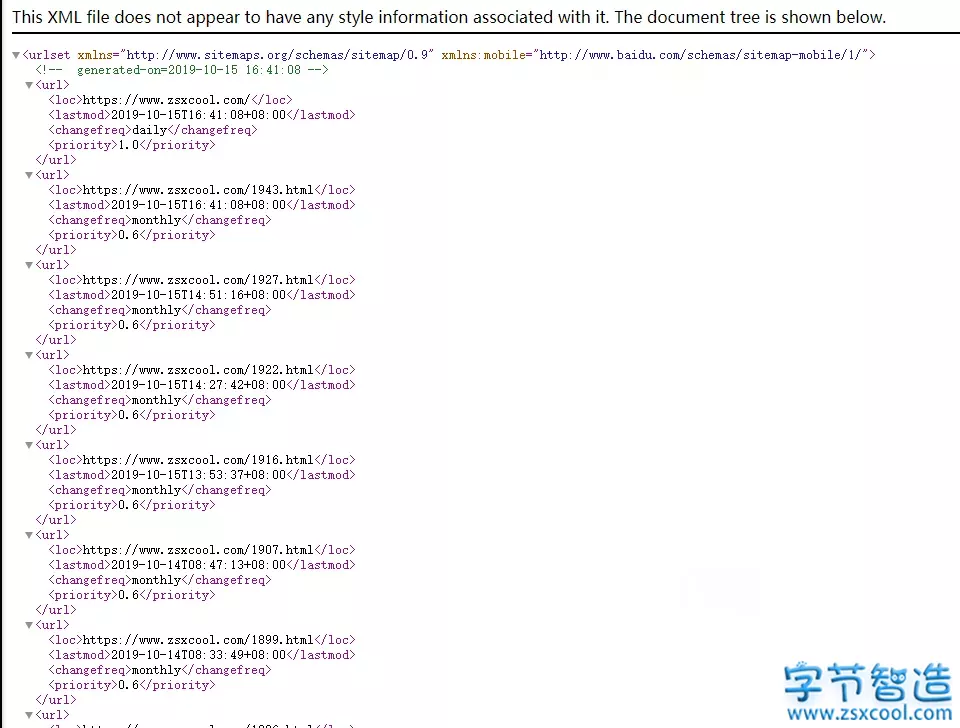 This XML file does not appear to have any style information associated with it. The document tree is shown below.
▼<urlset xmlns="http://www.sitemaps.org/schemas/sitemap/0.9" xmlns:mobile="http://www.baidu.com/schemas/sitemap-mobile/1/">
<!-- generated-on=2019-10-15 16:41:08 -->
▼<url>
<loc>https://www.zsxcool.com/</loc>
<lastmod>2019-10-15T16:41:08+08:00</lastmod>
<changefreq>daily</changefreq>
<priority>1.0</priority>
</url>
▼<url>
<loc>https://www.zsxcool.com/1943.html</loc>
<lastmod>2019-10-15T16:41:08+08:00</lastmod>
<changefreq>monthly</changefreq>
<priority>0.6</priority>
</url>
▼<url>
<loc>https://www.zsxcool.com/1927.html</loc>
<lastmod>2019-10-15T14:51:16+08:00</lastmod>
<changefreq>monthly</changefreq>
<priority>0.6</priority>
</url>
▼<url>
<loc>https://www.zsxcool.com/1922.html</loc>
<lastmod>2019-10-15T14:27:42+08:00</lastmod>
<changefreq>monthly</changefreq>
<priority>0.6</priority>
</url>
▼<url>
<loc>https://www.zsxcool.com/1916.html</loc>
<lastmod>2019-10-15T13:53:37+08:00</lastmod>
<changefreq>monthly</changefreq>
<priority>0.6</priority>
</url>
▼<url>
<loc>https://www.zsxcool.com/1907.html</loc>
<lastmod>2019-10-14T08:47:13+08:00</lastmod>
<changefreq>monthly</changefreq>
<priority>0.6</priority>
</url>
▼<url>
<loc>https://www.zsxcool.com/1899.html</loc>
<lastmod>2019-10-14T08:33:49+08:00</lastmod>
<changefreq>monthly</changefreq>
<priority>0.6</priority>
</url>
▼<url>
字节智造
www.zsxcool.com